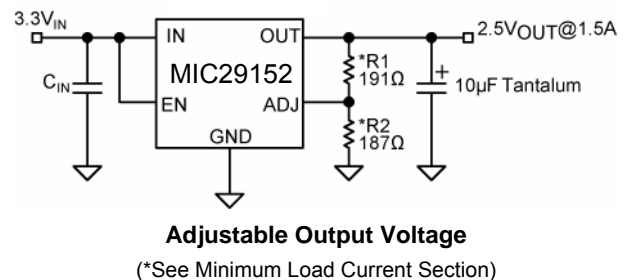 3.3VIN
IN
OUT
2.5VOUT@1.5A
*R1
191Ω
MIC29152
CIN
10µF Tantalum
+
EN
ADJ
*R2
187Ω
GND
Adjustable Output Voltage
(*See Minimum Load Current Section)